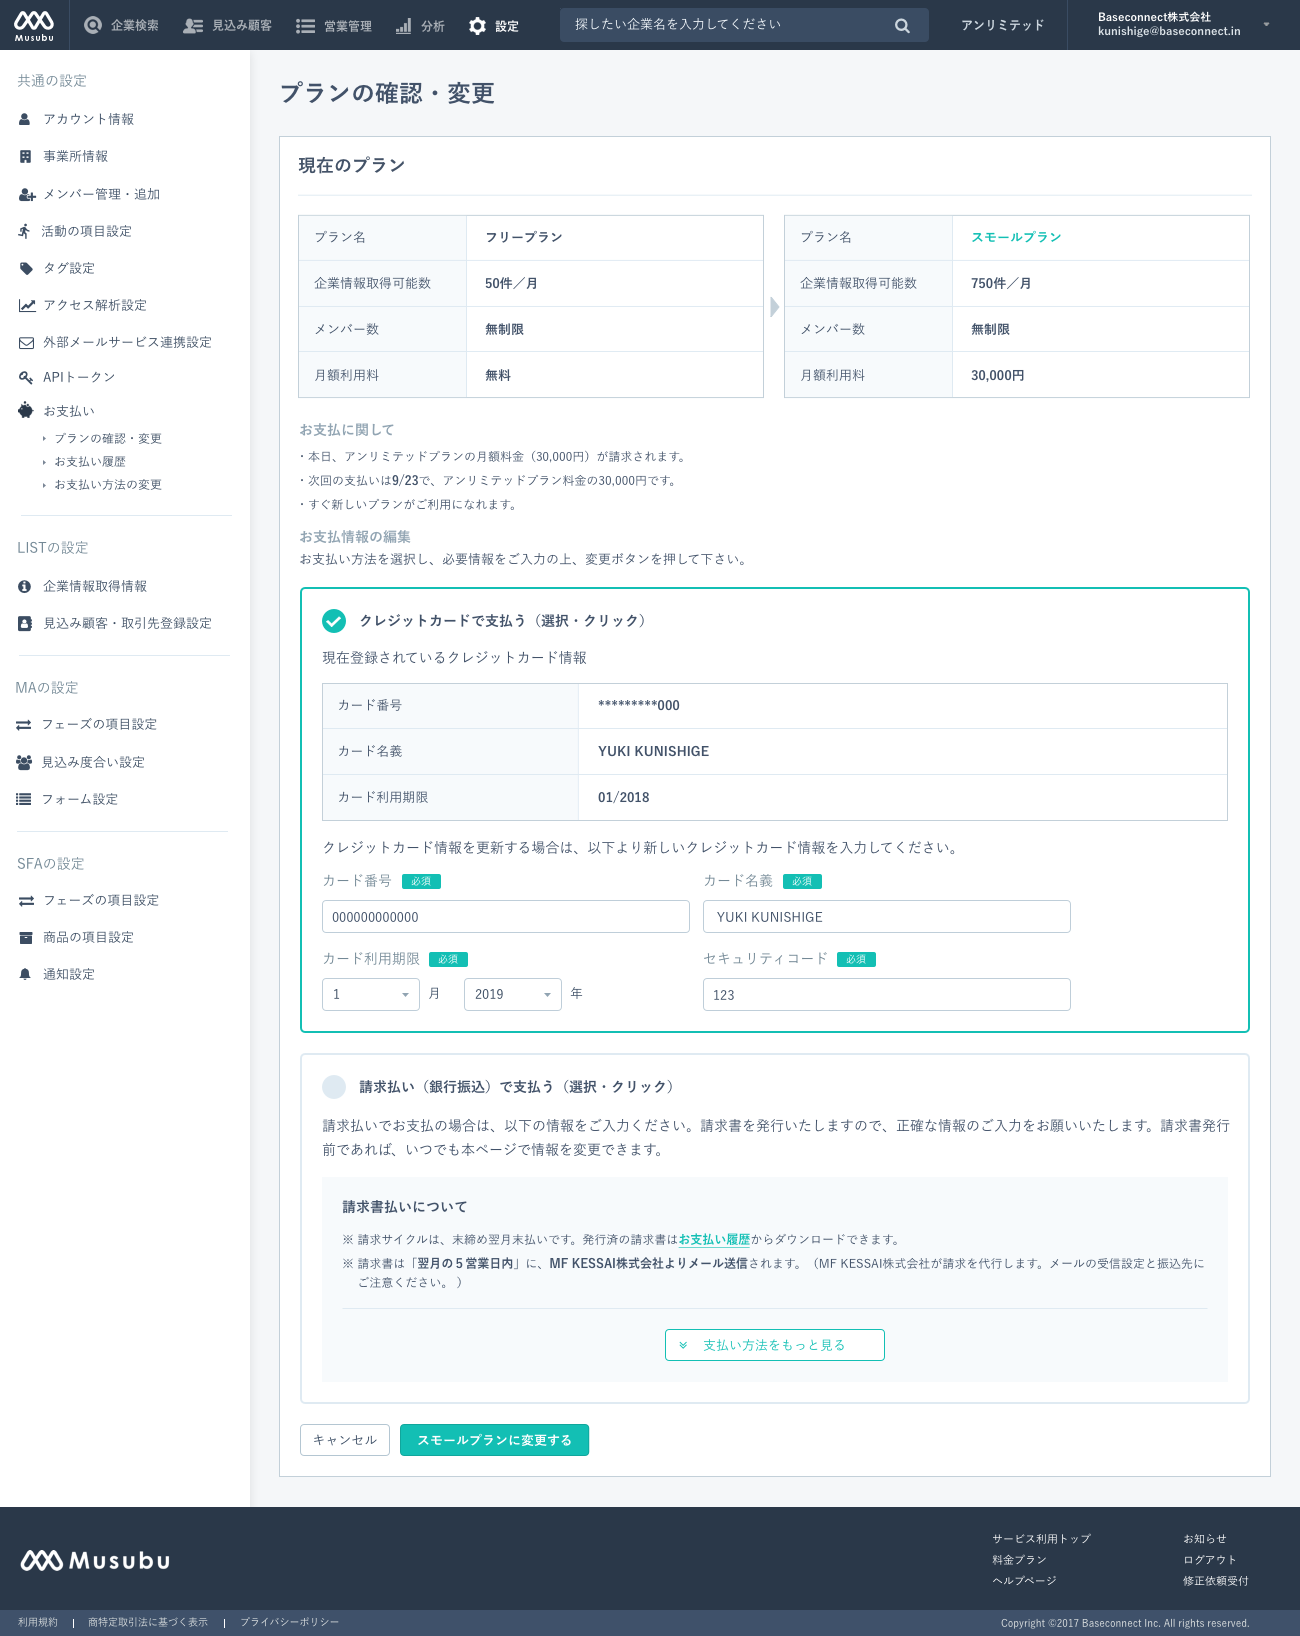 Musubu
企業検索
見込み顧客
営業管理
分析
設定
探したい企業名を入力してください
アンリミテッド
Baseconnect株式会社
kunishige@baseconnect.in
共通の設定
アカウント情報
事業所情報
メンバー管理・追加
活動の項目設定
タグ設定
アクセス解析設定
外部メールサービス連携設定
APIトークン
お支払い
プランの確認・変更
お支払い履歴
お支払い方法の変更
LISTの設定
企業情報取得情報
見込み顧客・取引先登録設定
MAの設定
フェーズの項目設定
見込み度合い設定
フォーム設定
SFAの設定
フェーズの項目設定
商品の項目設定
通知設定
プランの確認・変更
現在のプラン
プラン名 フリープラン
企業情報取得可能数 50件／月
メンバー数 無制限
月額利用料 無料
プラン名 スモールプラン
企業情報取得可能数 750件／月
メンバー数 無制限
月額利用料 30,000円
お支払に関して
・本日、アンリミテッドプランの月額料金（30,000円）が請求されます。
・次回の支払いは9/23で、アンリミテッドプラン料金の30,000円です。
・すぐ新しいプランがご利用になれます。
お支払情報の編集
お支払い方法を選択し、必要情報をご入力の上、変更ボタンを押して下さい。
クレジットカードで支払う（選択・クリック）
現在登録されているクレジットカード情報
カード番号 *********000
カード名義 YUKI KUNISHIGE
カード利用期限 01/2018
クレジットカード情報を更新する場合は、以下より新しいクレジットカード情報を入力してください。
カード番号 必須
000000000000
カード名義 必須
YUKI KUNISHIGE
カード利用期限 必須
1 月 2019 年
セキュリティコード 必須
123
請求払い（銀行振込）で支払う（選択・クリック）
請求払いでお支払の場合は、以下の情報をご入力ください。請求書を発行いたしますので、正確な情報のご入力をお願いいたします。請求書発行
前であれば、いつでも本ページで情報を変更できます。
請求書払いについて
※ 請求サイクルは、末締め翌月末払いです。発行済の請求書はお支払い履歴からダウンロードできます。
※ 請求書は「翌月の５営業日内」に、MF KESSAI株式会社よりメール送信されます。（MF KESSAI株式会社が請求を代行します。メールの受信設定と振込先に
ご注意ください。）
支払い方法をもっと見る
キャンセル
スモールプランに変更する
Musubu
サービス利用トップ
料金プラン
ヘルプページ
お知らせ
ログアウト
修正依頼受付
利用規約 | 商特定取引法に基づく表示 | プライバシーポリシー
Copyright ©2017 Baseconnect Inc. All rights reserved.